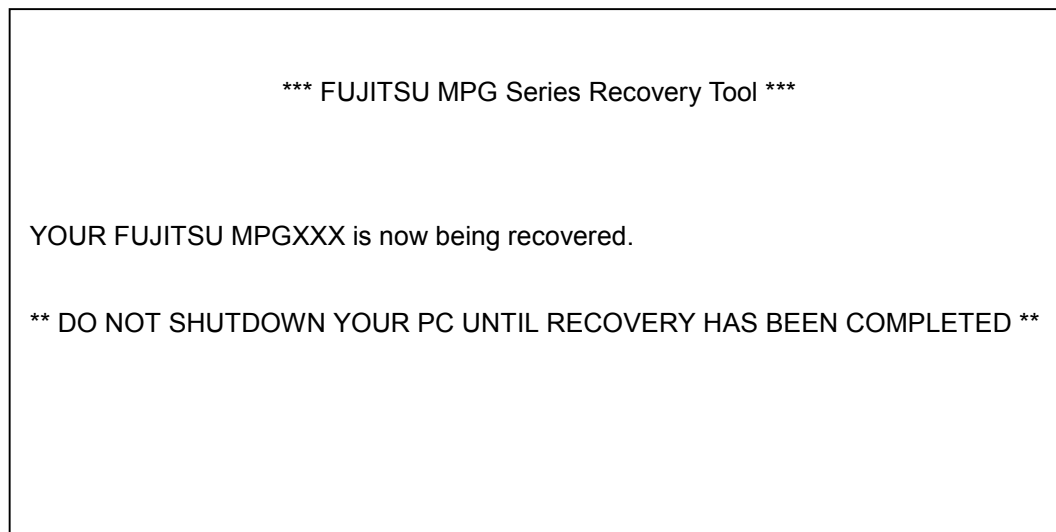 *** FUJITSU MPG Series Recovery Tool ***
YOUR FUJITSU MPGXXX is now being recovered.
** DO NOT SHUTDOWN YOUR PC UNTIL RECOVERY HAS BEEN COMPLETED **